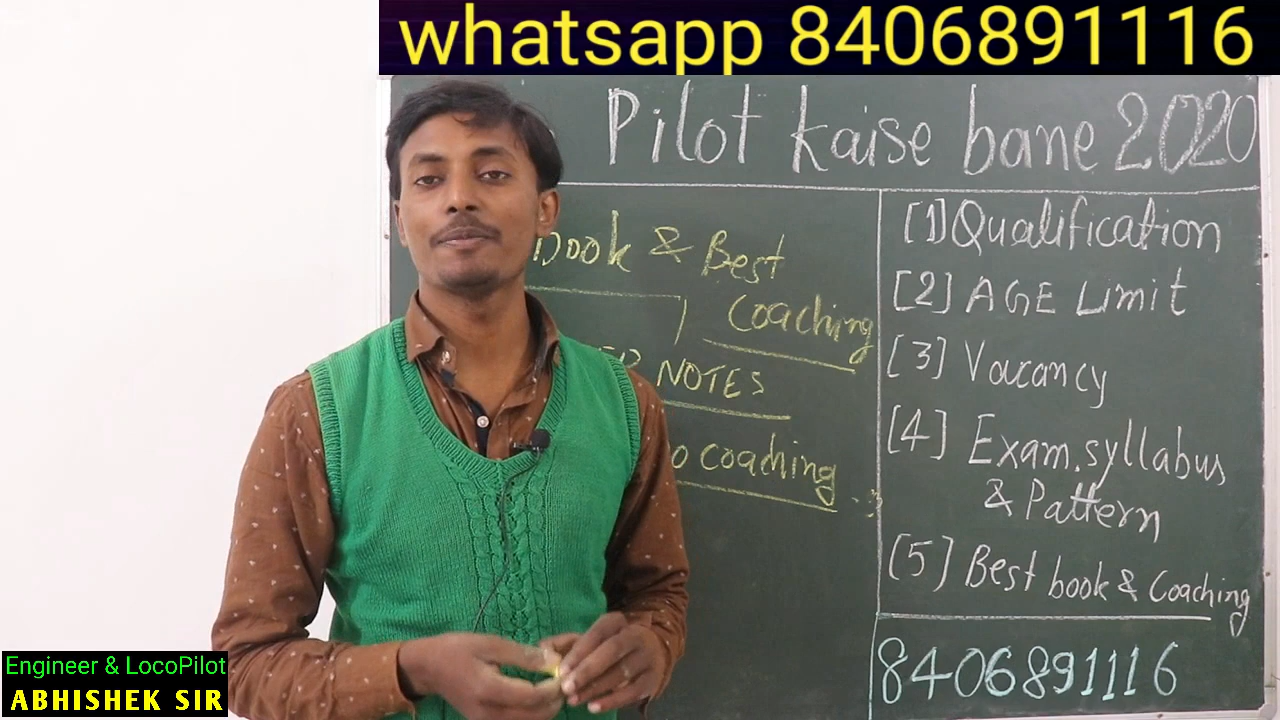 whatsapp 8406891116
Pilot kaise bane 2020
Book & Best
Coaching
NOTES
coaching
[1] Qualification
[2] AGE Limit
[3] Vacancy
[4] Exam.syllabus
& Pattern
[5] Best book & Coaching
8406891116
Engineer & LocoPilot
ABHISHEK SIR